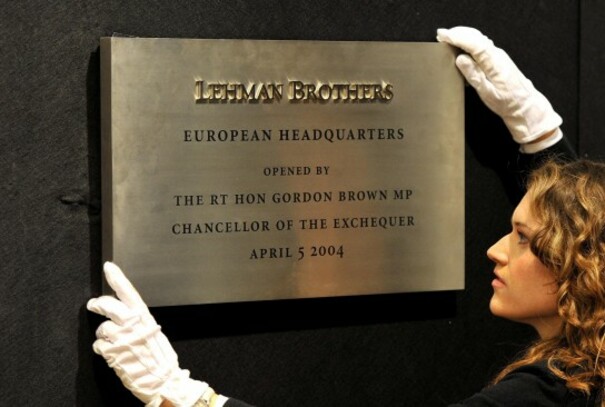 LEHMAN BROTHERS
EUROPEAN HEADQUARTERS
OPENED BY
THE RT HON GORDON BROWN MP
CHANCELLOR OF THE EXCHEQUER
APRIL 5 2004